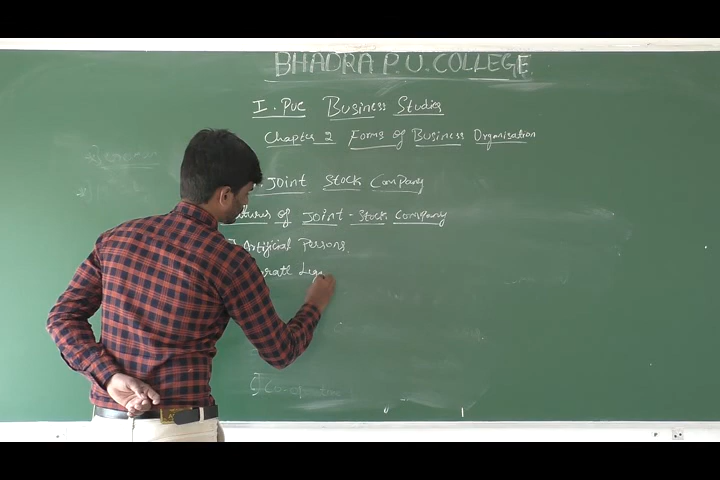 BHADRA P.U. COLLEGE
I. PUC Business Studies
Chapter 2 Forms of Business Organisation
Joint Stock Company
of Joint-Stock Company
Artificial Persons.